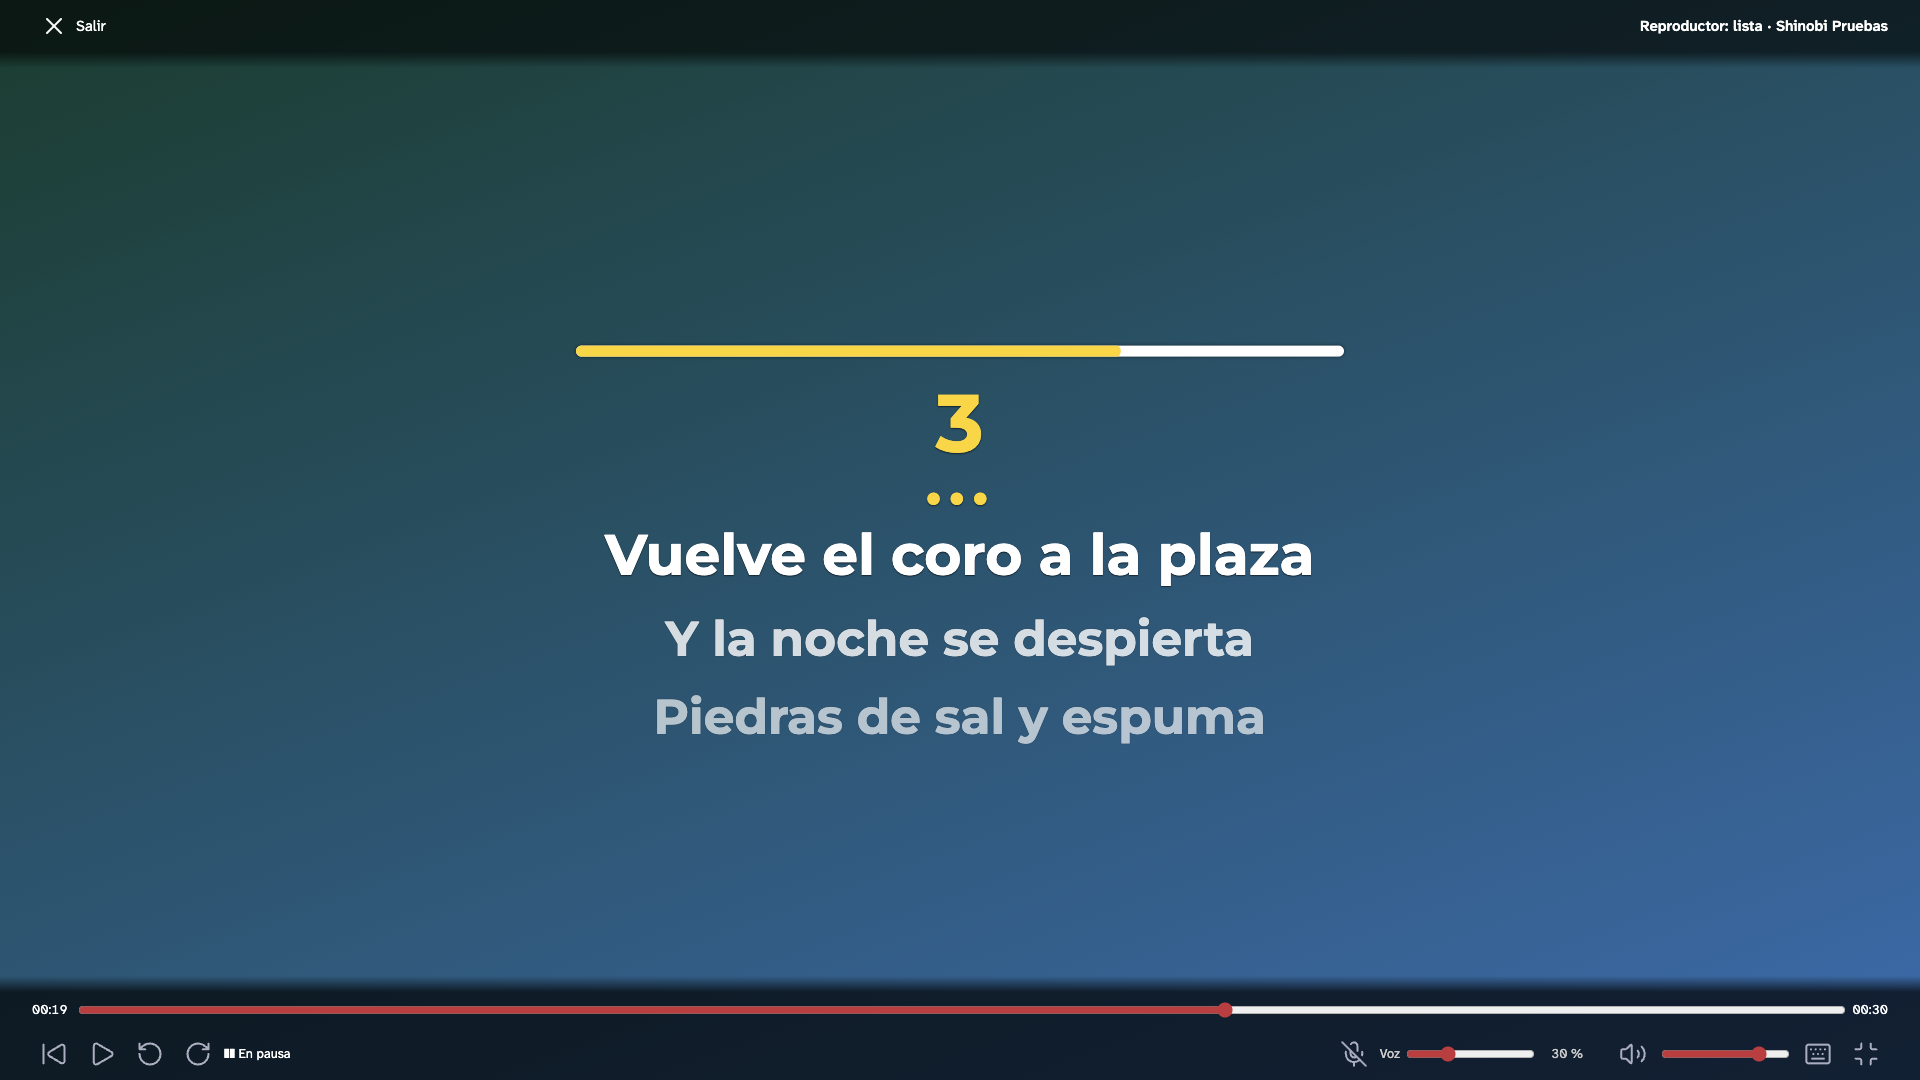 Salir
Reproductor: lista · Shinobi Pruebas
3
Vuelve el coro a la plaza
Y la noche se despierta
Piedras de sal y espuma
00:19
00:30
En pausa
Voz
30 %